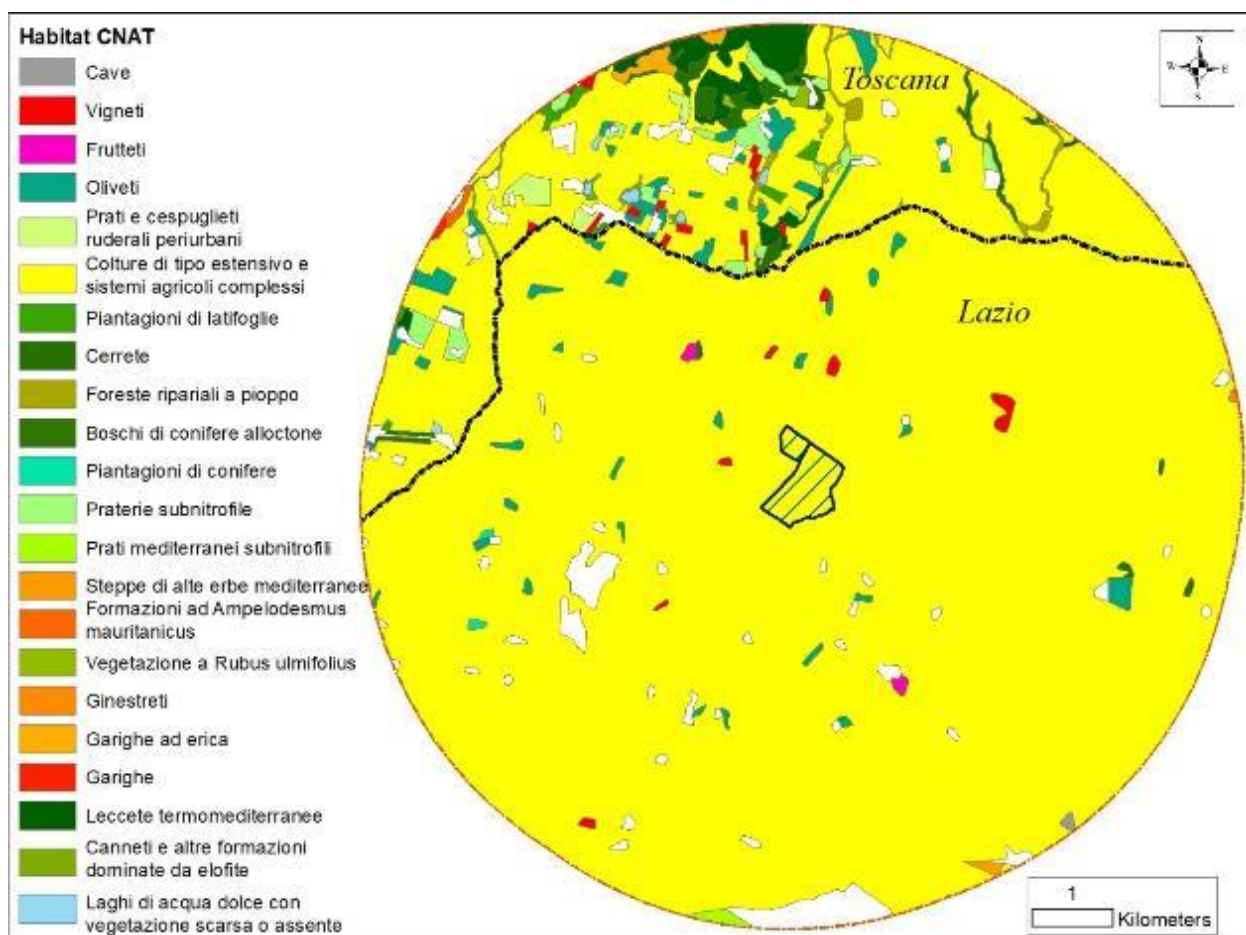 Habitat CNAT
Cave
Vigneti
Frutteti
Oliveti
Prati e cespuglieti
ruderali periurbani
Colture di tipo estensivo e
sistemi agricoli complessi
Piantagioni di latifoglie
Cerrete
Foreste ripariali a pioppo
Boschi di conifere alloctone
Piantagioni di conifere
Praterie subnitrofile
Prati mediterranei subnitrofili
Steppe di alte erbe mediterranee
Formazioni ad Ampelodesmus
mauritanicus
Vegetazione a Rubus ulmifolius
Ginestreti
Garighe ad erica
Garighe
Leccete termomediterranee
Canneti e altre formazioni
dominate da elofite
Laghi di acqua dolce con
vegetazione scarsa o assente
Toscana
Lazio
N
W E
S
1
Kilometers